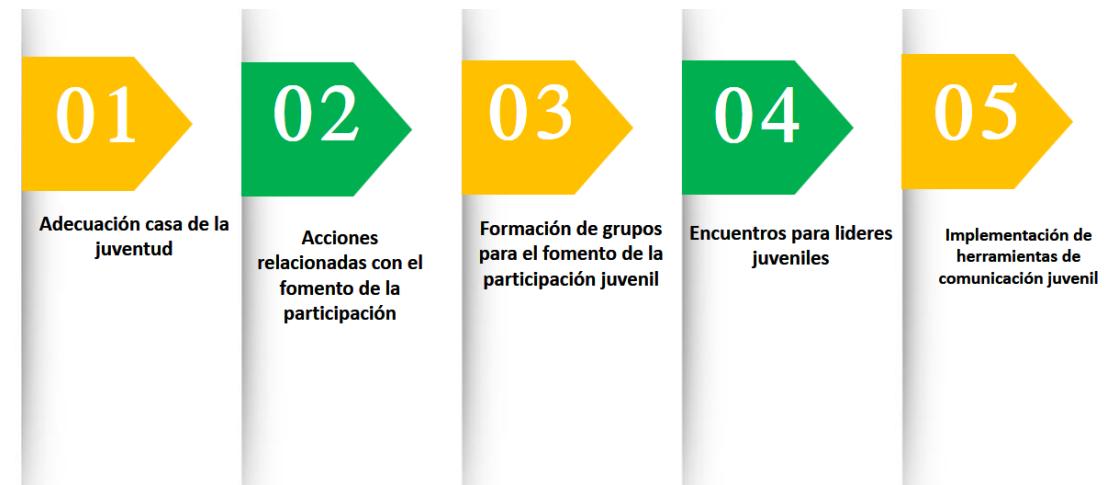 01
Adecuación casa de la
juventud
02
Acciones
relacionadas con el
fomento de la
participación
03
Formación de grupos
para el fomento de la
participación juvenil
04
Encuentros para lideres
juveniles
05
Implementación de
herramientas de
comunicación juvenil